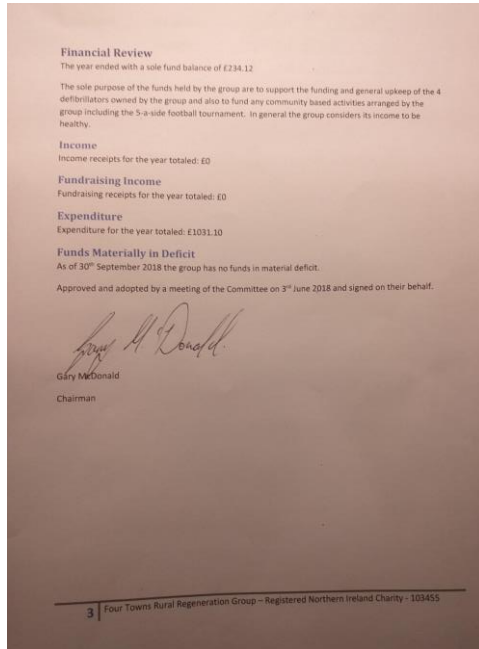 Financial Review
The year ended with a sole fund balance of £234.12
The sole purpose of the funds held by the group are to support the funding and general upkeep of the 4
defibrillators owned by the group and also to fund any community based activities arranged by the
group including the 5-a-side football tournament. In general the group considers its income to be
healthy.
Income
Income receipts for the year totaled: £0
Fundraising Income
Fundraising receipts for the year totaled: £0
Expenditure
Expenditure for the year totaled: £1031.10
Funds Materially in Deficit
As of 30th September 2018 the group has no funds in material deficit.
Approved and adopted by a meeting of the Committee on 3rd June 2018 and signed on their behalf.
Gary McDonald
Gary McDonald
Chairman
3 Four Towns Rural Regeneration Group – Registered Northern Ireland Charity - 103455